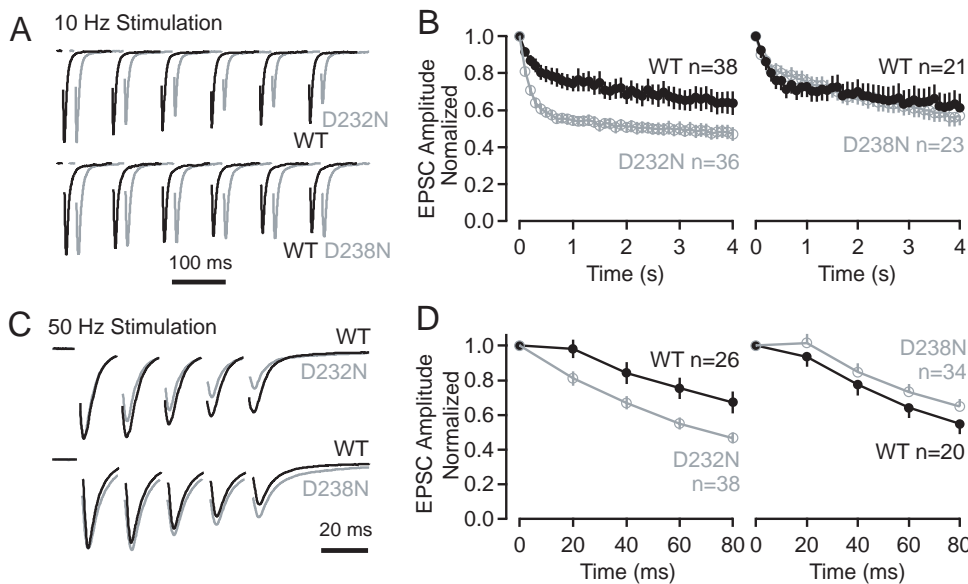 A
10 Hz Stimulation
D232N
WT
WT D238N
100 ms
B
EPSC Amplitude
Nomalized
1.0
0.8
0.6
0.4
0.2
0.0
WT n=38
D232N n=36
0 1 2 3 4
Time (s)
WT n=21
D238N n=23
0 1 2 3 4
Time (s)
C
50 Hz Stimulation
WT
D232N
WT
D238N
20 ms
D
EPSC Amplitude
Normalized
1.0
0.8
0.6
0.4
0.2
0.0
WT n=26
D232N
n=38
0 20 40 60 80
Time (ms)
D238N
n=34
WT n=20
0 20 40 60 80
Time (ms)